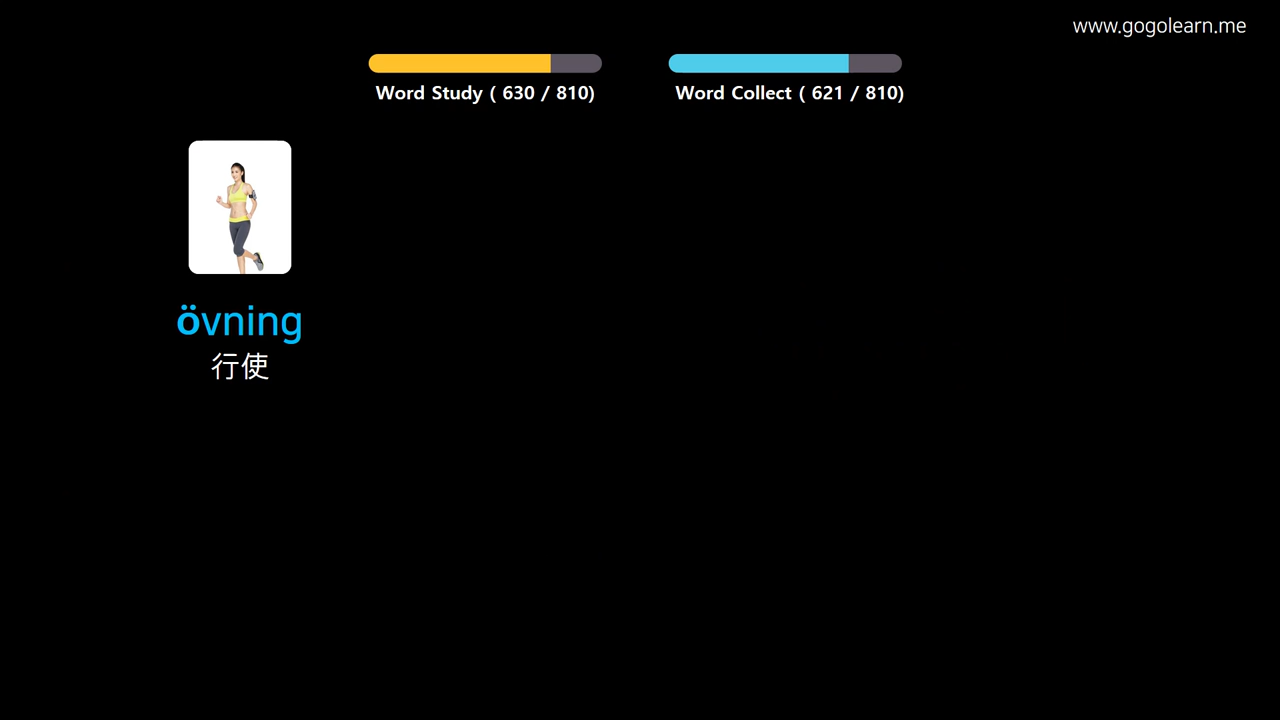 www.gogolearn.me
Word Study ( 630 / 810)
Word Collect ( 621 / 810)
övning
行使